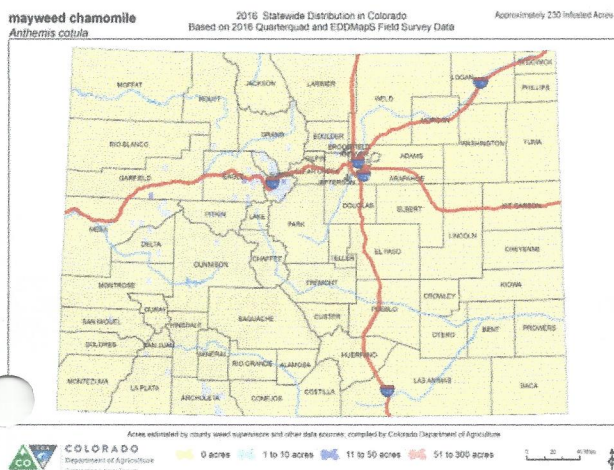 mayweed chamomile
Anthemis cotula
2016 Statewide Distribution in Colorado
Based on 2016 Quarterquad and EDDMapS Field Survey Data
Approximately 230 Infested Acres
MOFFAT
ROUTT
JACKSON
LARIMER
WELD
LOGAN
SEDGWICK
PHILLIPS
MORGAN
RIO BLANCO
GRAND
BOULDER
BROOMFIELD
WASHINGTON
YUMA
GARFIELD
EAGLE
GILPIN
ADAMS
JEFFERSON
ARAPAHOE
PITKIN
LAKE
PARK
DOUGLAS
ELBERT
KIT CARSON
MESA
DELTA
GUNNISON
CHAFFEE
TELLER
EL PASO
LINCOLN
CHEYENNE
MONTROSE
FREMONT
CROWLEY
KIOWA
SAN MIGUEL
OURAY
HINSDALE
SAGUACHE
CUSTER
PUEBLO
OTERO
BENT
PROWERS
DOLORES
SAN JUAN
MINERAL
RIO GRANDE
ALAMOSA
HUERFANO
MONTEZUMA
LA PLATA
ARCHULETA
CONEJOS
COSTILLA
LAS ANIMAS
BACA
Acres estimated by county weed supervisors and other data sources; compiled by Colorado Department of Agriculture
CO
COLORADO
Department of Agriculture
0 acres
1 to 10 acres
11 to 50 acres
51 to 300 acres